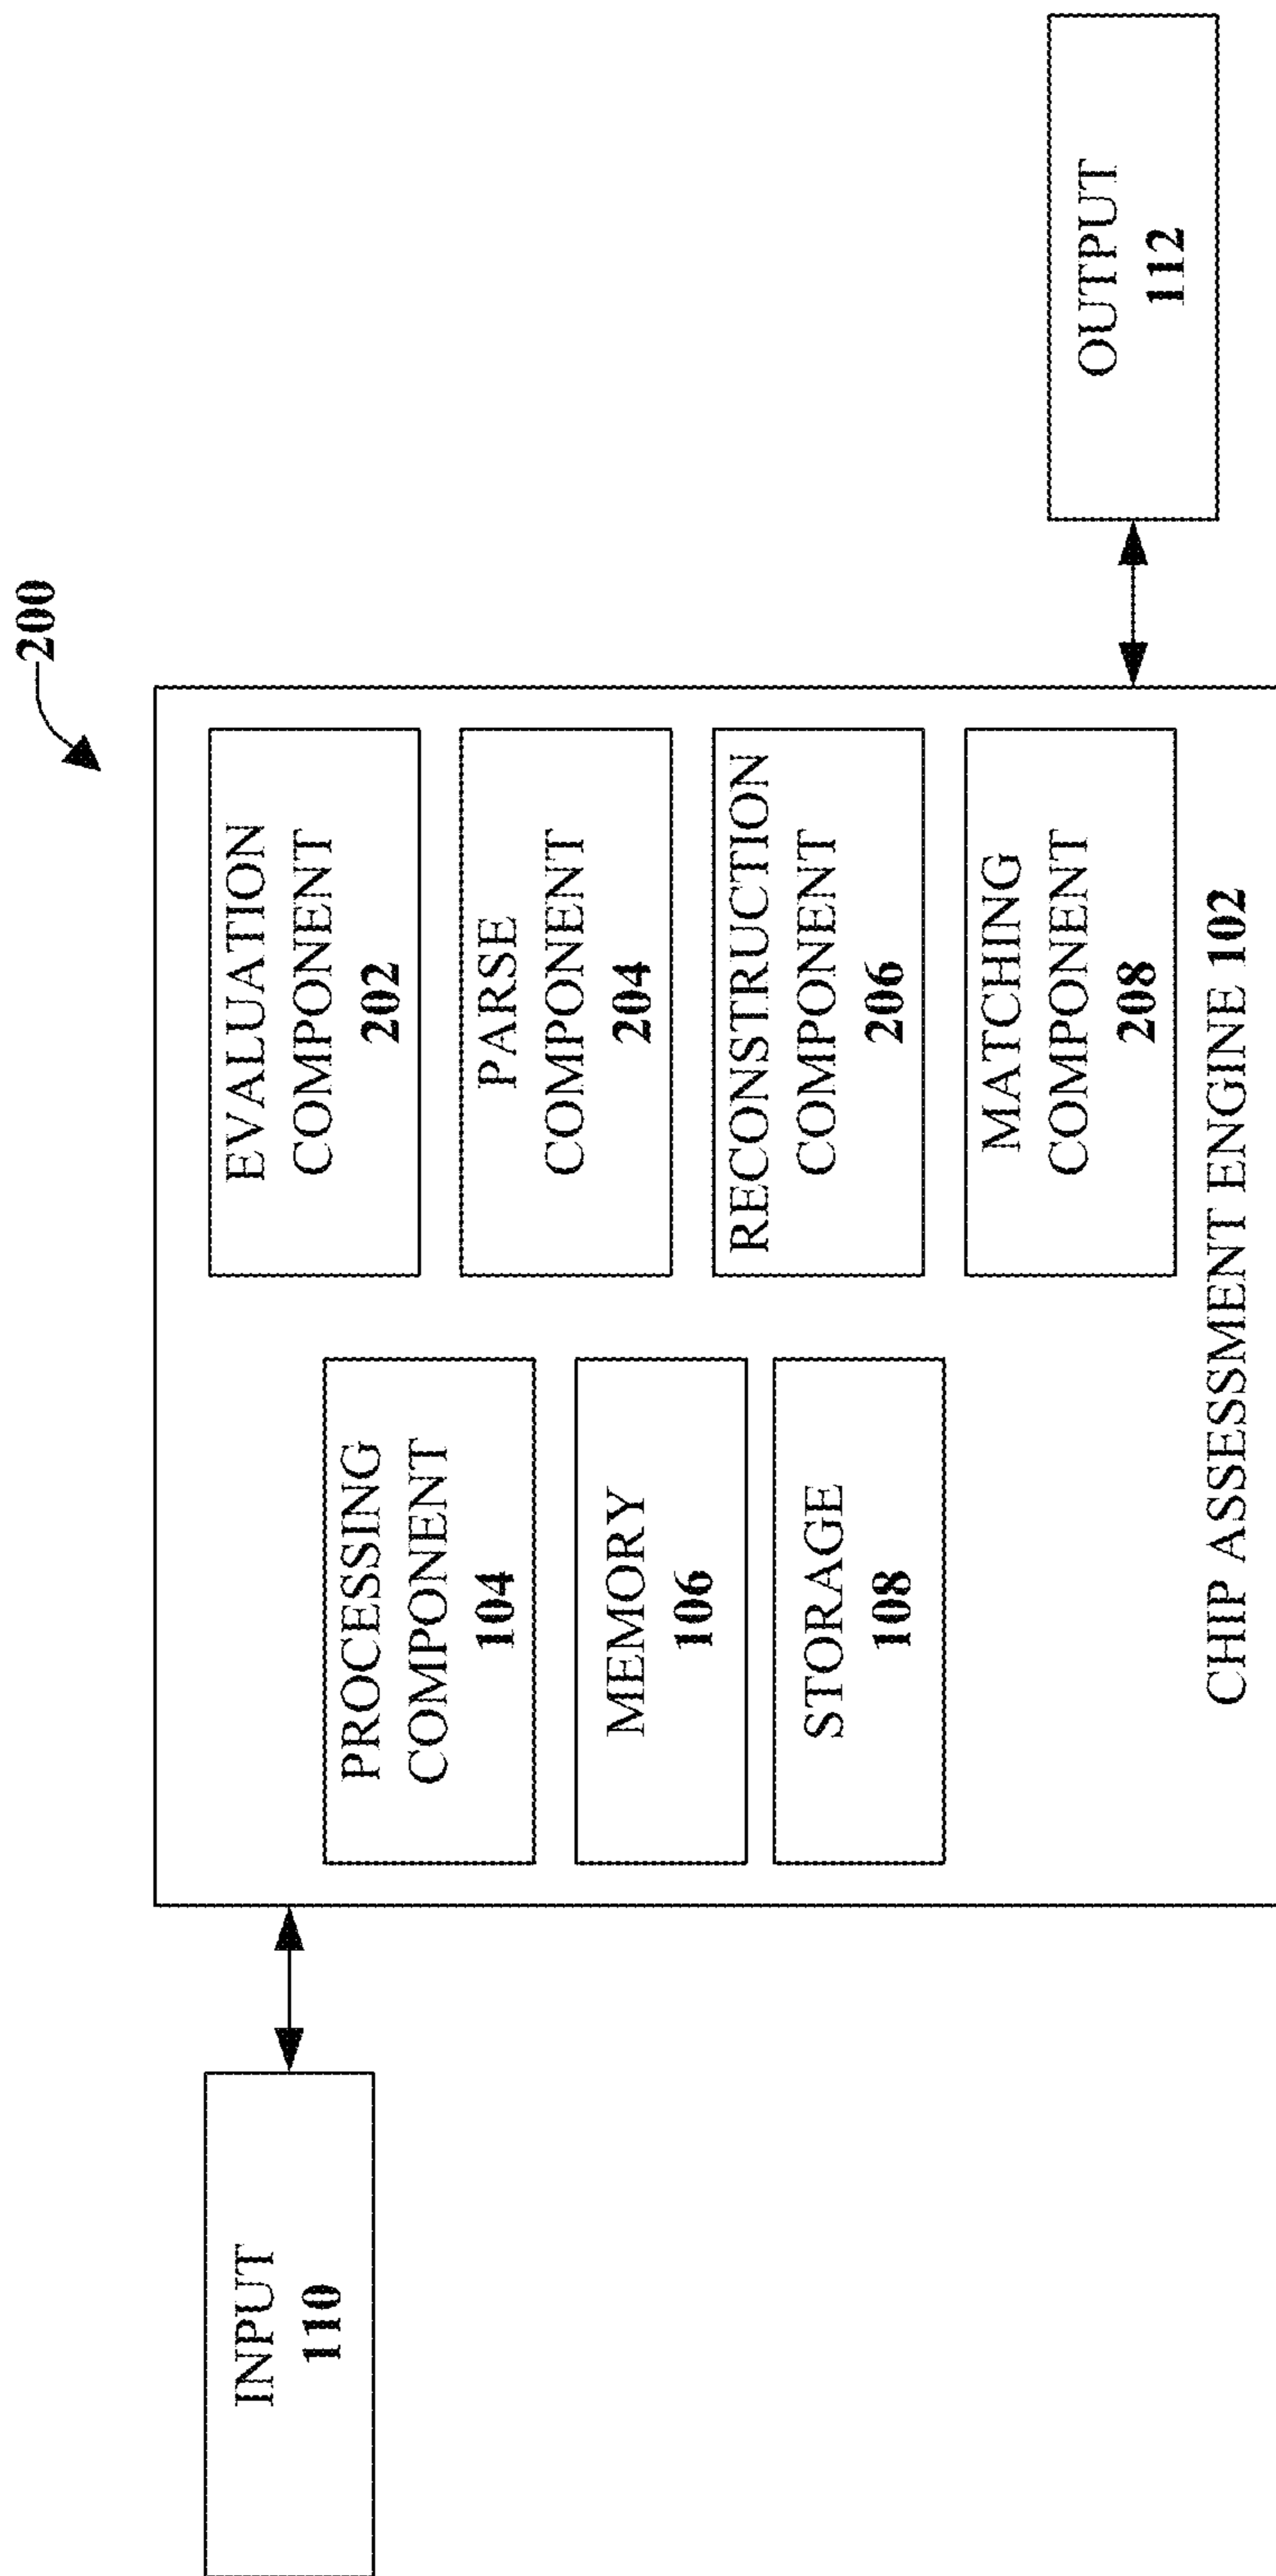 200
INPUT
110
PROCESSING
COMPONENT
104
MEMORY
106
STORAGE
108
EVALUATION
COMPONENT
202
PARSE
COMPONENT
204
RECONSTRUCTION
COMPONENT
206
MATCHING
COMPONENT
208
CHIP ASSESSMENT ENGINE 102
OUTPUT
112